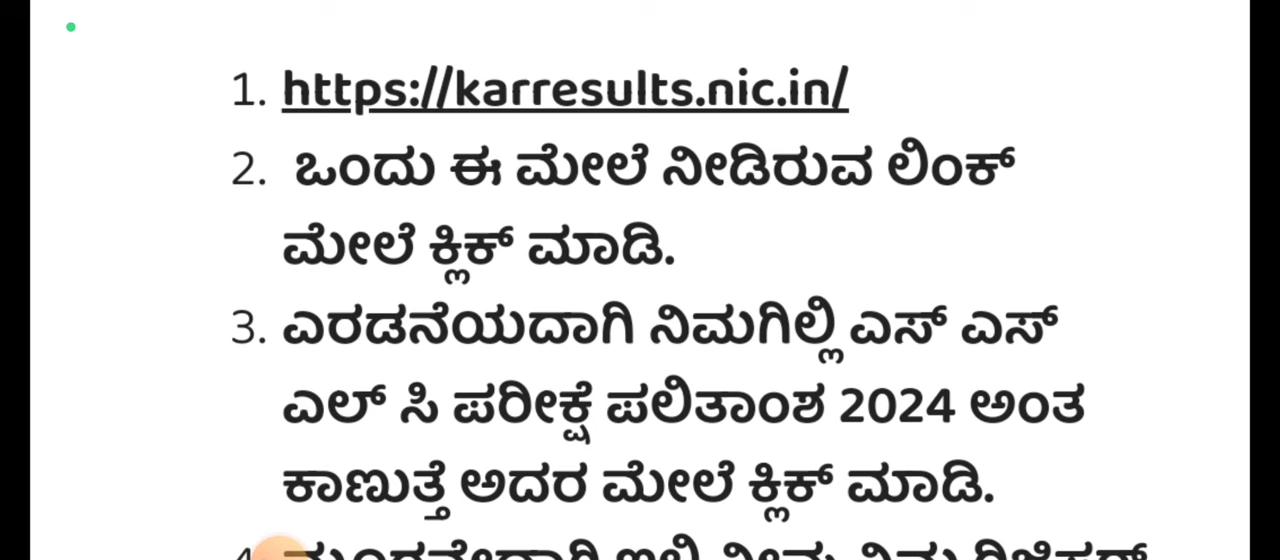 1. https://karresults.nic.in/
2. ಒಂದು ಈ ಮೇಲೆ ನೀಡಿರುವ ಲಿಂಕ್
ಮೇಲೆ ಕ್ಲಿಕ್ ಮಾಡಿ.
3. ಎರಡನೆಯದಾಗಿ ನಿಮಗಿಲ್ಲಿ ಎಸ್ ಎಸ್
ಎಲ್ ಸಿ ಪರೀಕ್ಷೆ ಪಲಿತಾಂಶ 2024 ಅಂತ
ಕಾಣುತ್ತೆ ಅದರ ಮೇಲೆ ಕ್ಲಿಕ್ ಮಾಡಿ.